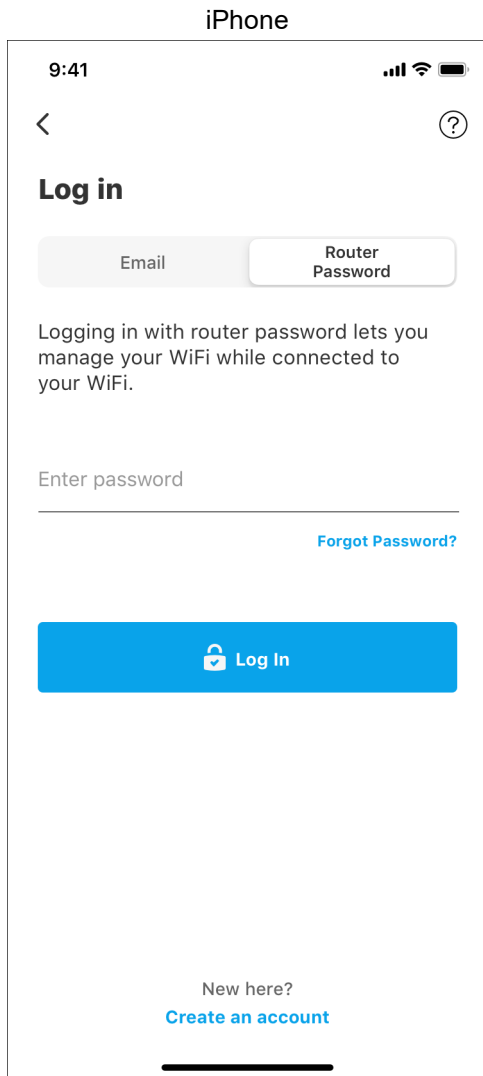 iPhone
9:41
?
Log in
Email
Router
Password
Logging in with router password lets you
manage your WiFi while connected to
your WiFi.
Enter password
Forgot Password?
Log In
New here?
Create an account